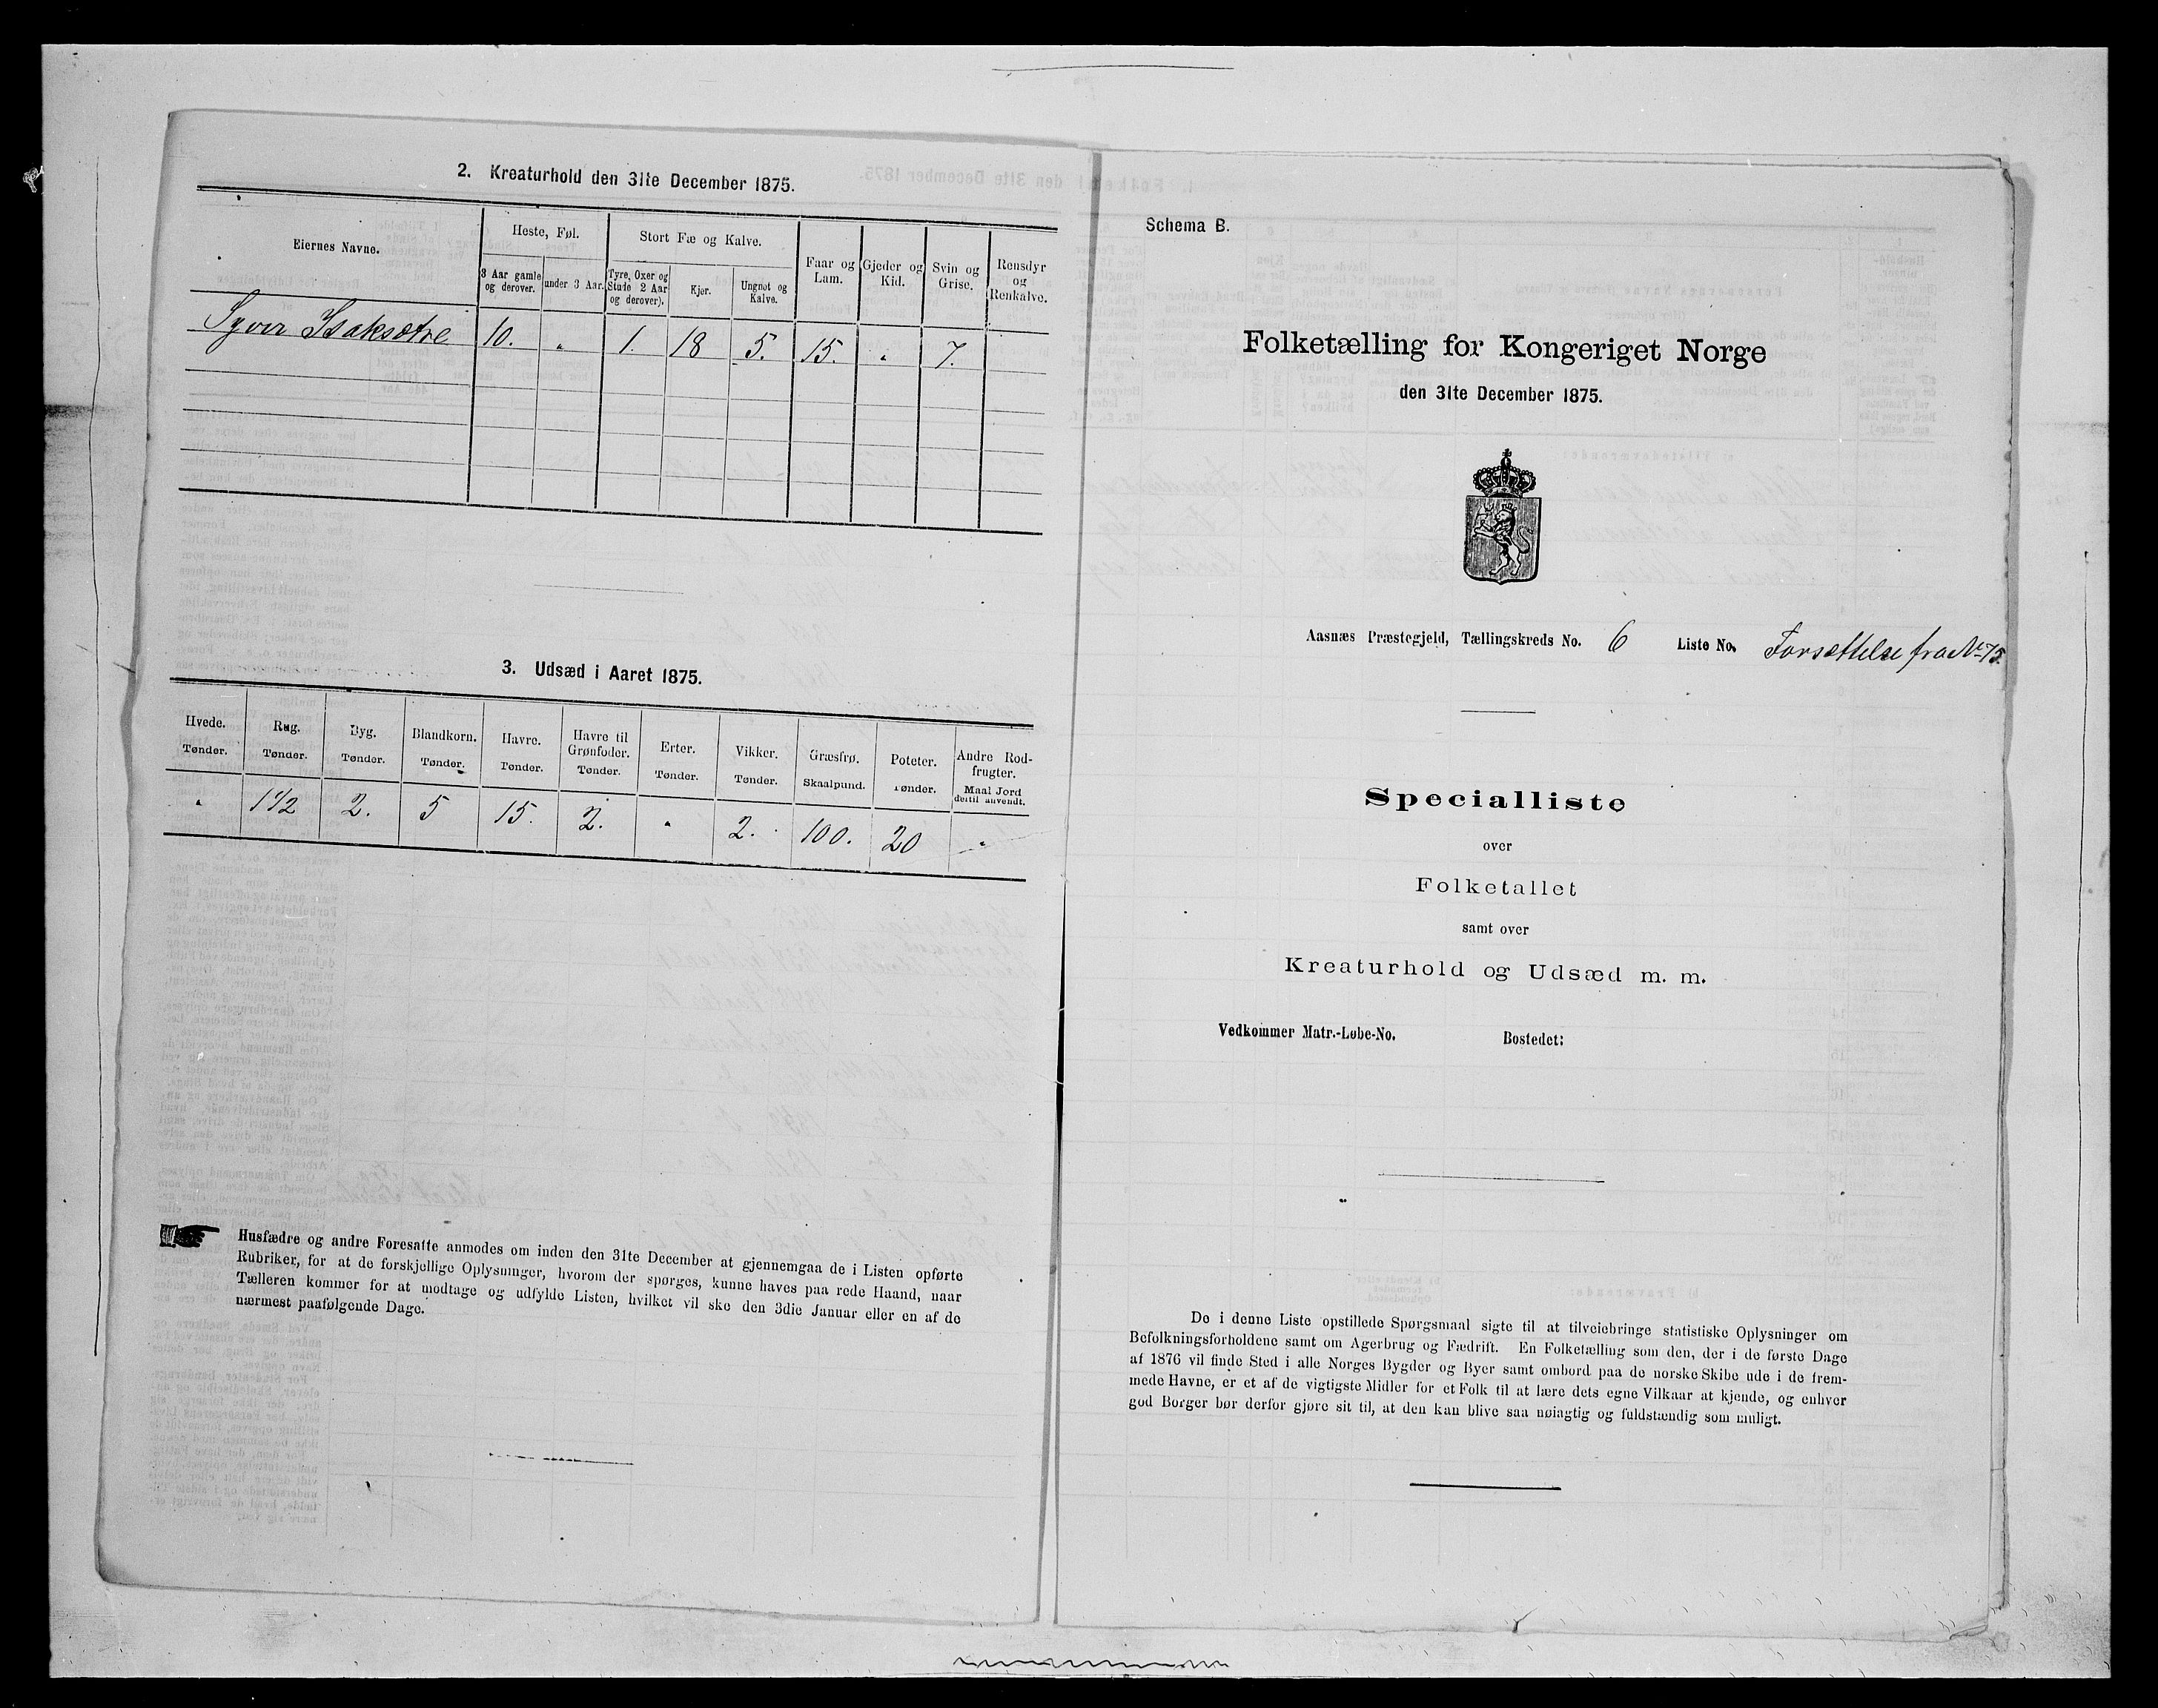 2. Kreaturhold den 31te December 1875.
Eiernes Navne.
Heste, Føl.
Stort Fæ og Kalve.
3 Aar gamle og derover.
under 3 Aar.
Tyre, Oxer og Stude 2 Aar og derover).
Kjør.
Ungnøt og Kalve.
Faar og Lam.
Gjeder og Kid.
Svin og Grise.
Rensdyr og Renkalve.
Syver Isaksætre 10. " 1. 18 5. 15. " 7.
3. Udsæd i Aaret 1875.
Hvede. Tønder.
Rug. Tønder.
Byg. Tønder.
Blandkorn. Tønder.
Havre. Tønder.
Havre til Grønfoder. Tønder.
Erter. Tønder.
Vikker. Tønder.
Græsfrø. Skaalpund.
Poteter. Tønder.
Andre Rodfrugter. Maal Jord dertil anvendt.
" 1 1/2 2. 5 15. 2. " 2. 100. 20 "
Husfædre og andre Foresatte anmodes om inden den 31te December at gjennemgaa de i Listen opførte
Rubriker, for at de forskjellige Oplysninger, hvorom der spørges, kunne haves paa rede Haand, naar
Tælleren kommer for at modtage og udfylde Listen, hvilket vil ske den 3die Januar eller en af de
nærmest paafølgende Dage.
Schema B.
Folketælling for Kongeriget Norge
den 31te December 1875.
Aasnæs Præstegjeld, Tællingskreds No. 6 Liste No. Forsættelse fra No 75.
Specialliste
over
Folketallet
samt over
Kreaturhold og Udsæd m. m.
Vedkommer Matr.-Løbe-No. Bostedet:
De i denne Liste opstillede Spørgsmaal sigte til at tilveiebringe statistiske Oplysninger om
Befolkningsforholdene samt om Agerbrug og Fædrift. En Folketælling som den, der i de første Dage
af 1876 vil finde Sted i alle Norges Bygder og Byer samt ombord paa de norske Skibe ude i de frem-
mede Havne, er et af de vigtigste Midler for et Folk til at lære dets egne Vilkaar at kjende, og enhver
god Borger bør derfor gjøre sit til, at den kan blive saa nøiagtig og fuldstændig som muligt.